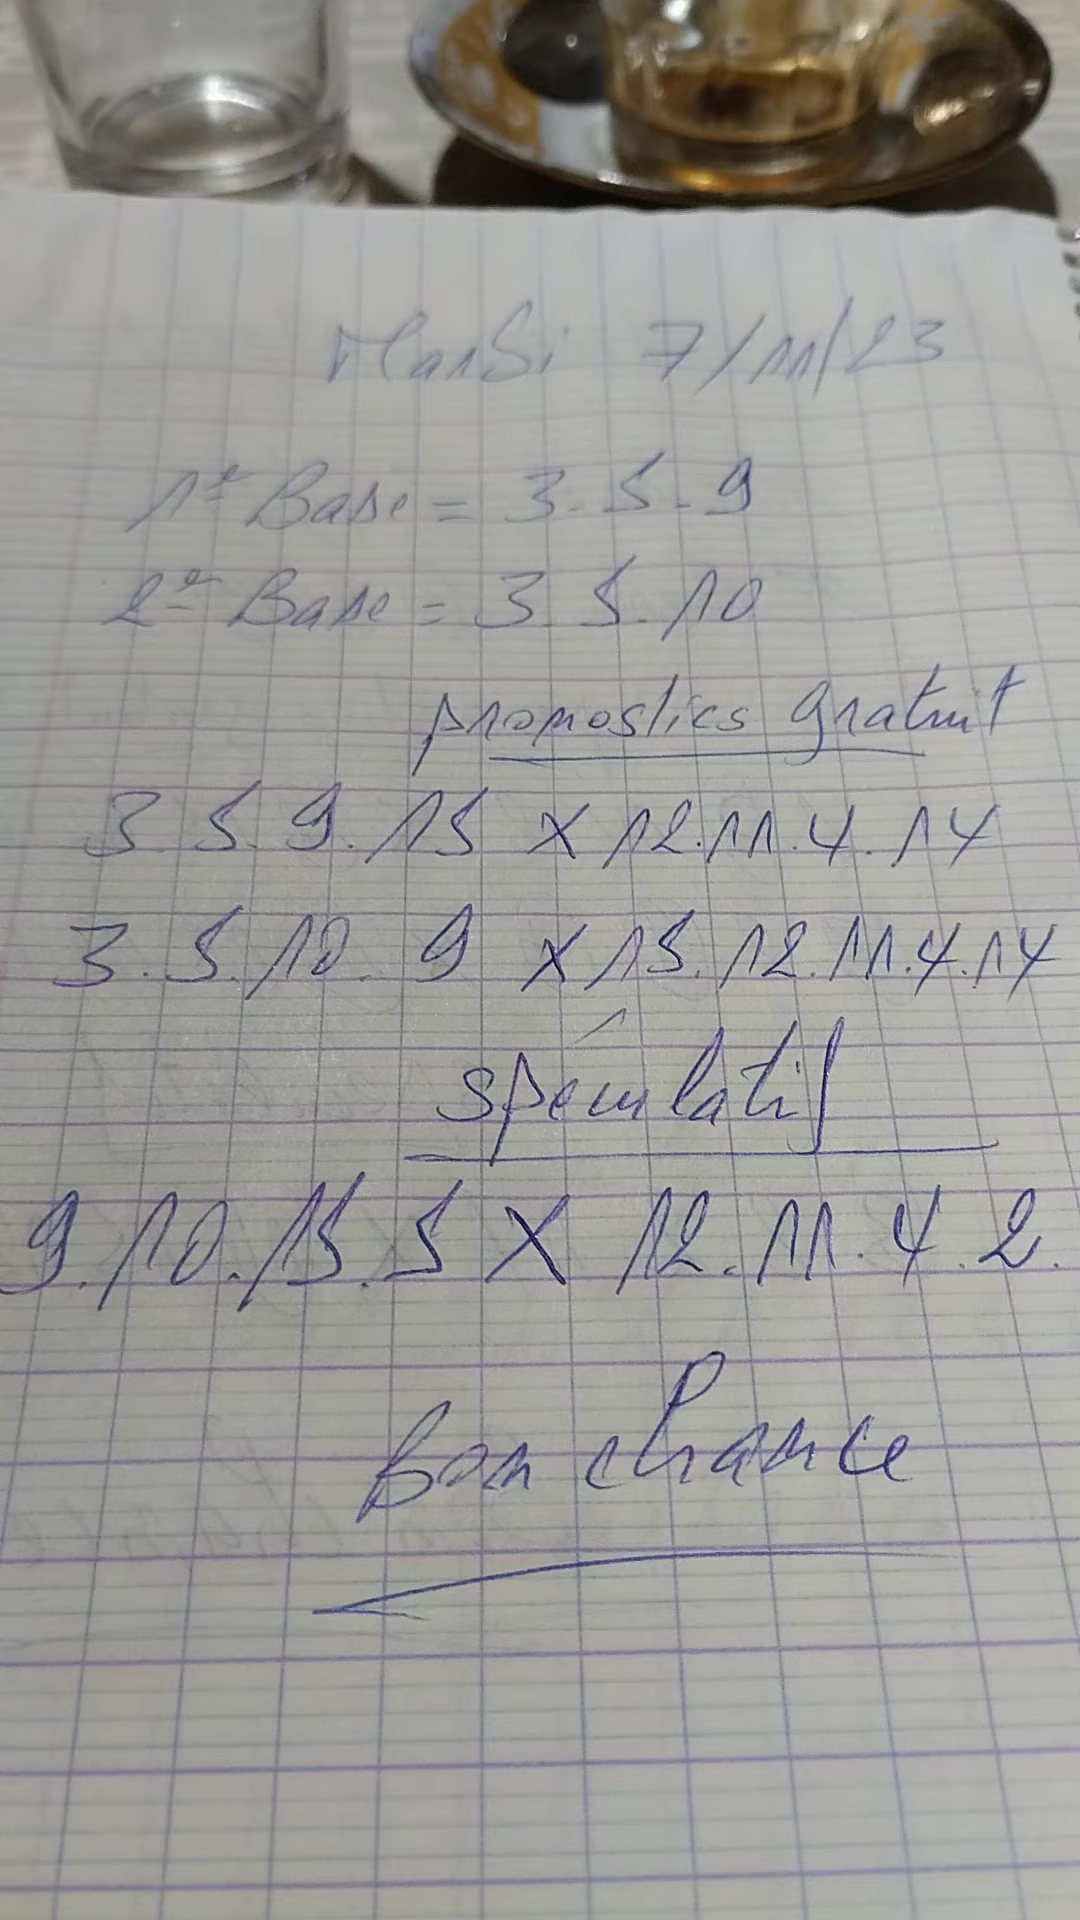 Mardi 7/11/23
1e Base = 3.5.9
2e Base = 3.5.10
pronostics gratuit
3.5.9.15 X 12.11.4.14
3.5.10.9 X 15.12.11.4.14
spéculatif
9.10.15.5 X 12.11.4.2.
Bon chance